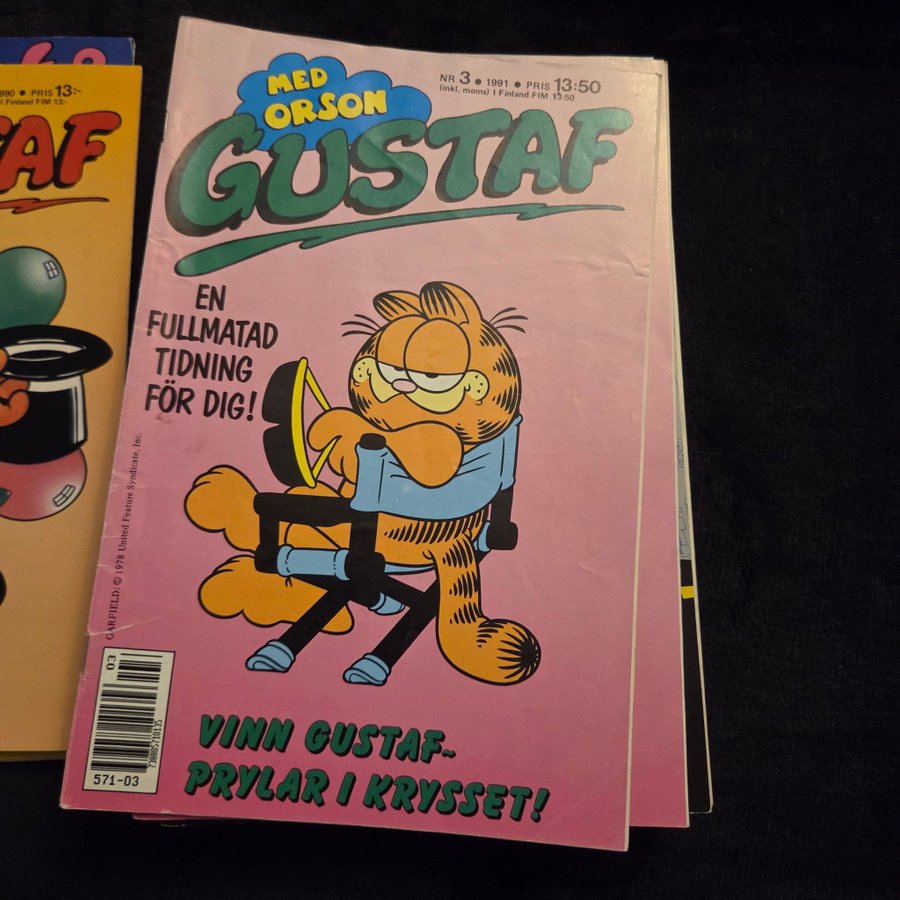 990 • PRIS 13:-
I Finland FIM 13:-
AF
MED
ORSON
NR 3 • 1991 • PRIS 13:50
(inkl. moms) I Finland FIM 13:50
GUSTAF
EN
FULLMATAD
TIDNING
FÖR DIG!
GARFIELD: © 1978 United Feature Syndicate, Inc.
03
7388057110135
571-03
VINN GUSTAF-
PRYLAR I KRYSSET!